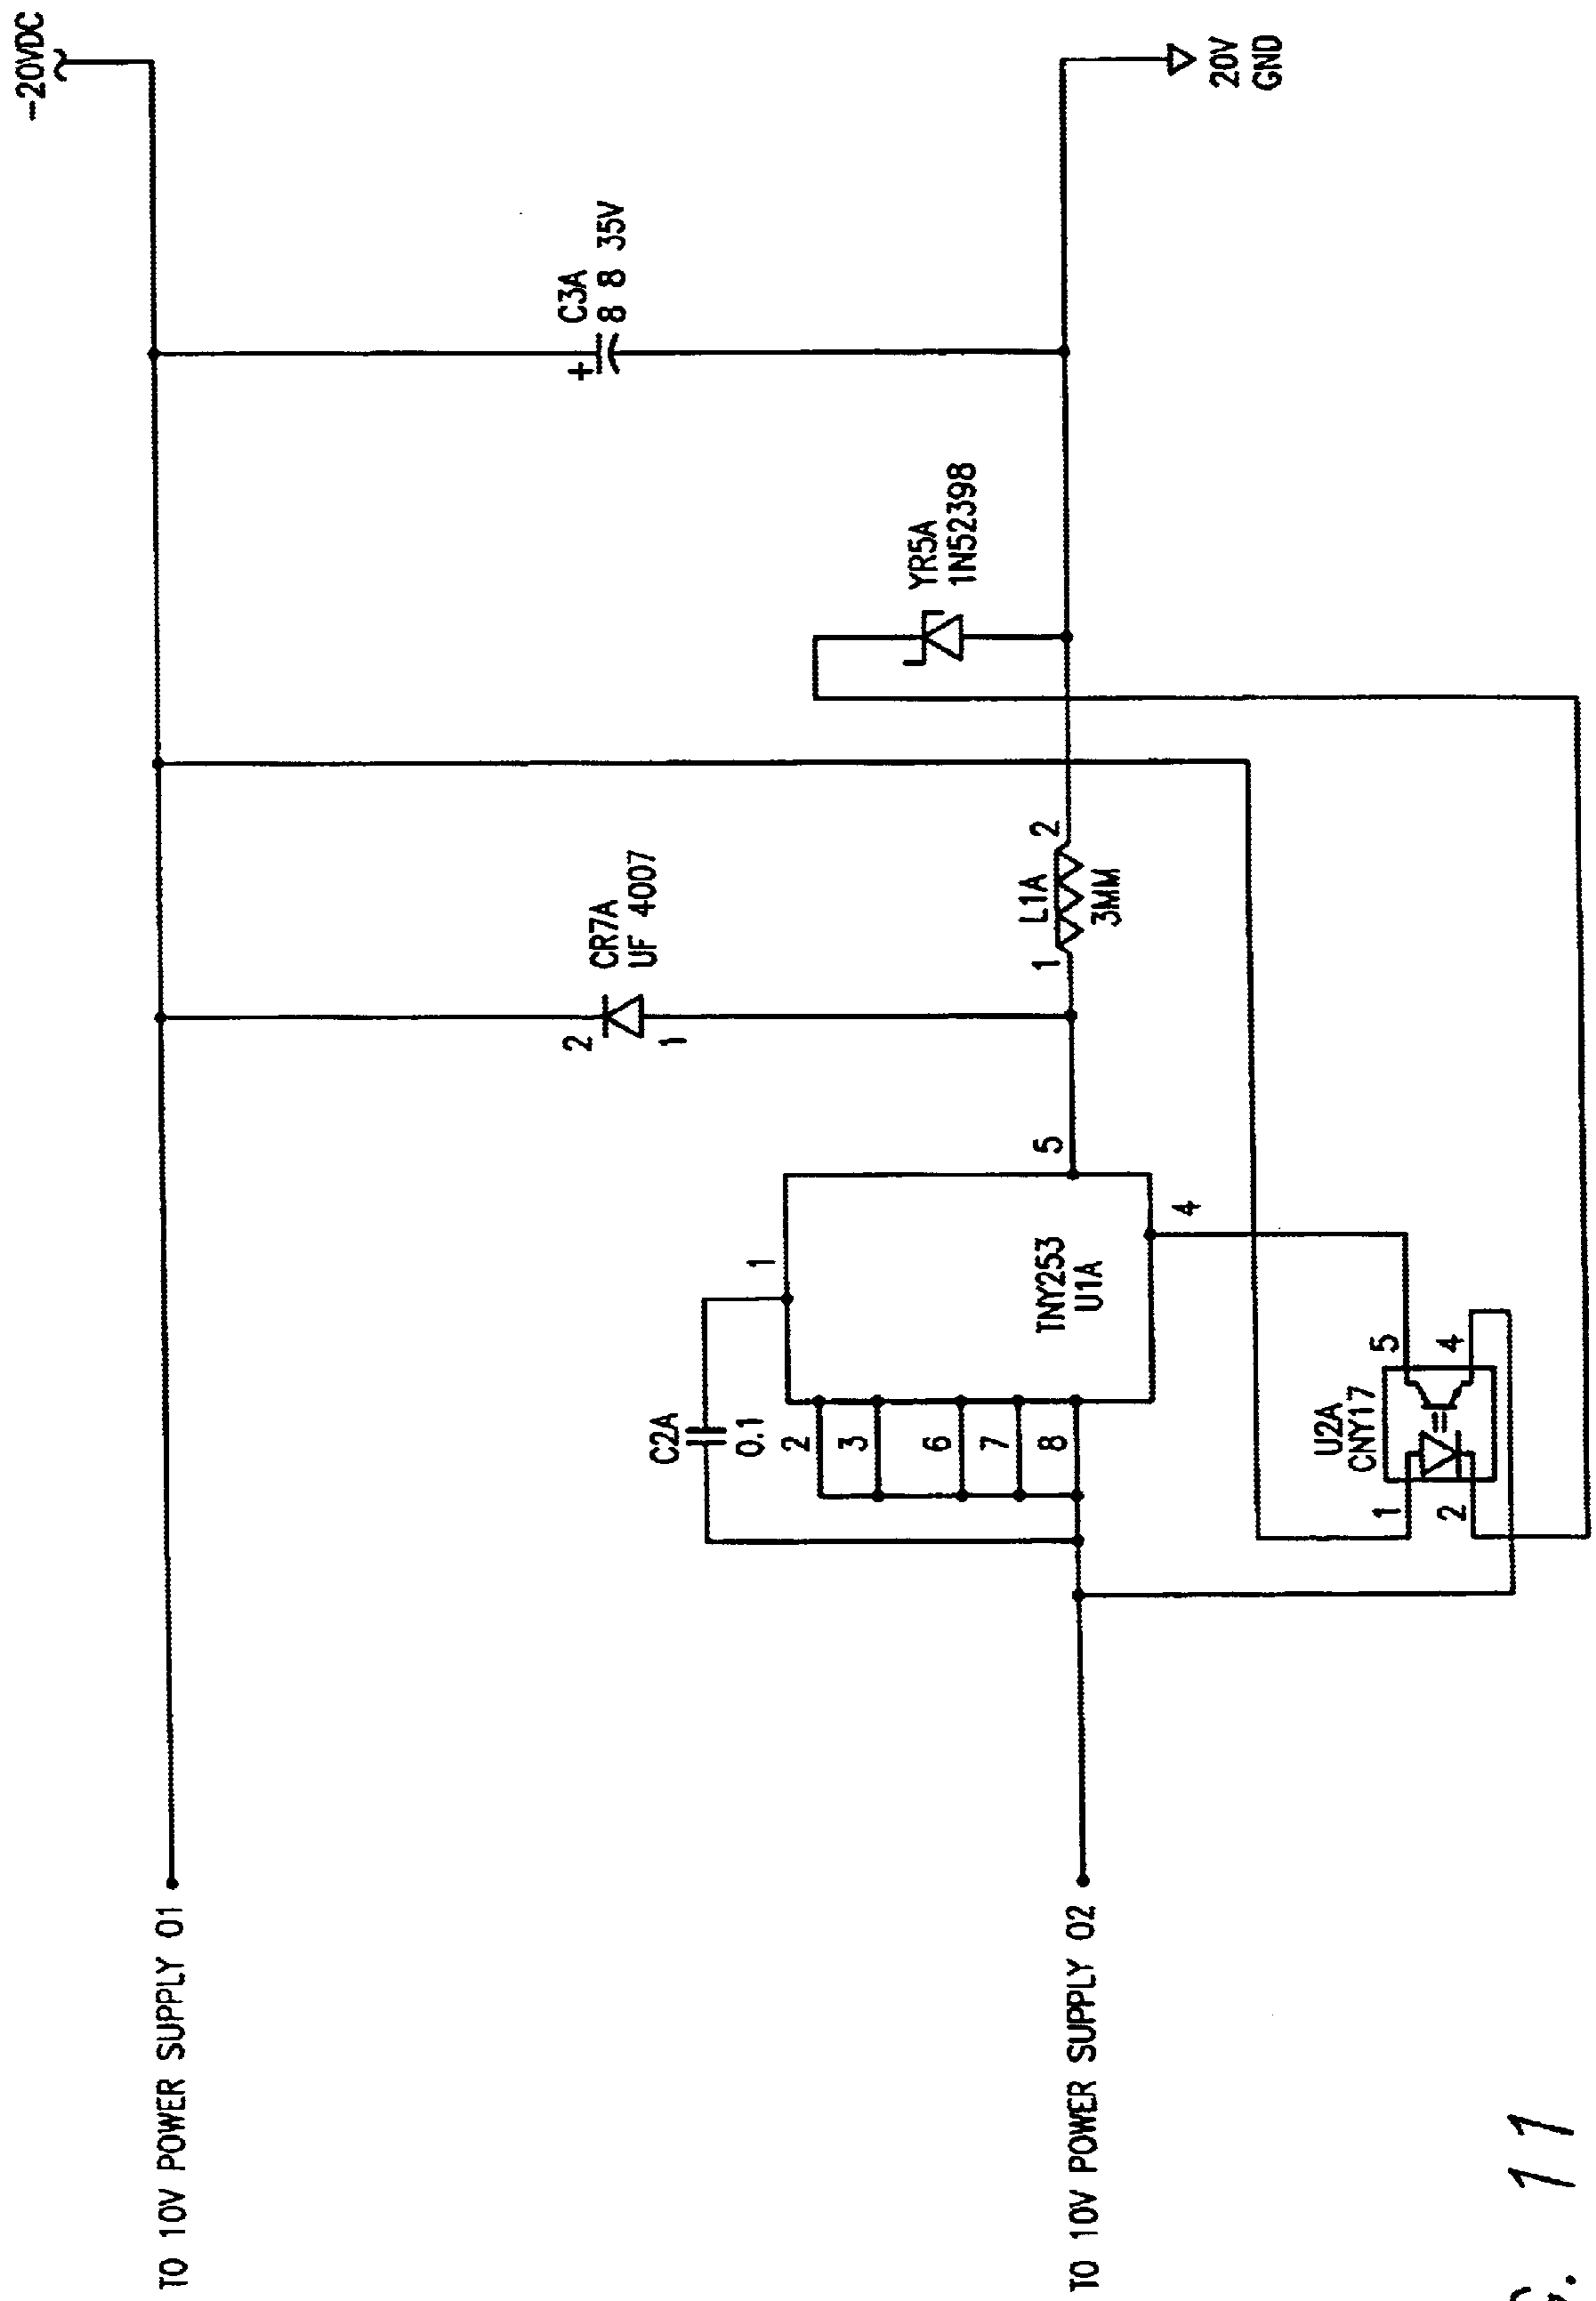 -20VDC
C3A
8 8 35V
+
20V
GND
YR5A
1N52398
CR7A
UF 4007
2
1
L1A
3MM
1
2
5
1
4
TNY253
U1A
C2A
0.1
2
3
6
7
8
U2A
CNY17
5
4
1
2
TO 10V POWER SUPPLY 01
TO 10V POWER SUPPLY 02
G. 11